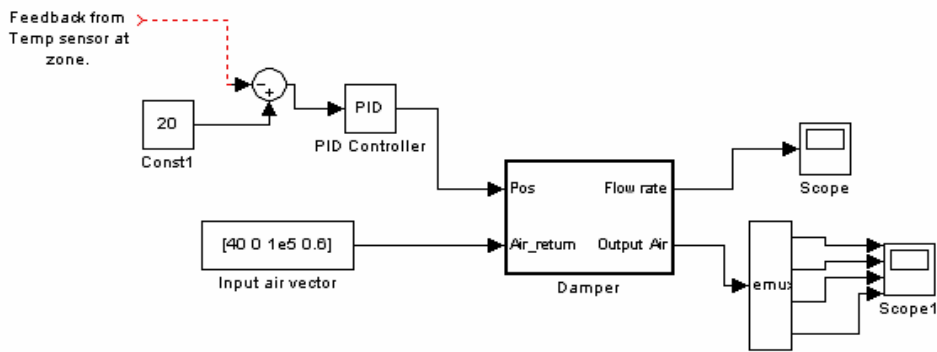 Feedback from
Temp sensor at
zone.
-
+
20
Const1
PID
PID Controller
Pos
Flow rate
Scope
[40 0 1e5 0.6]
Input air vector
Air_return
Output Air
Damper
emux
Scope1